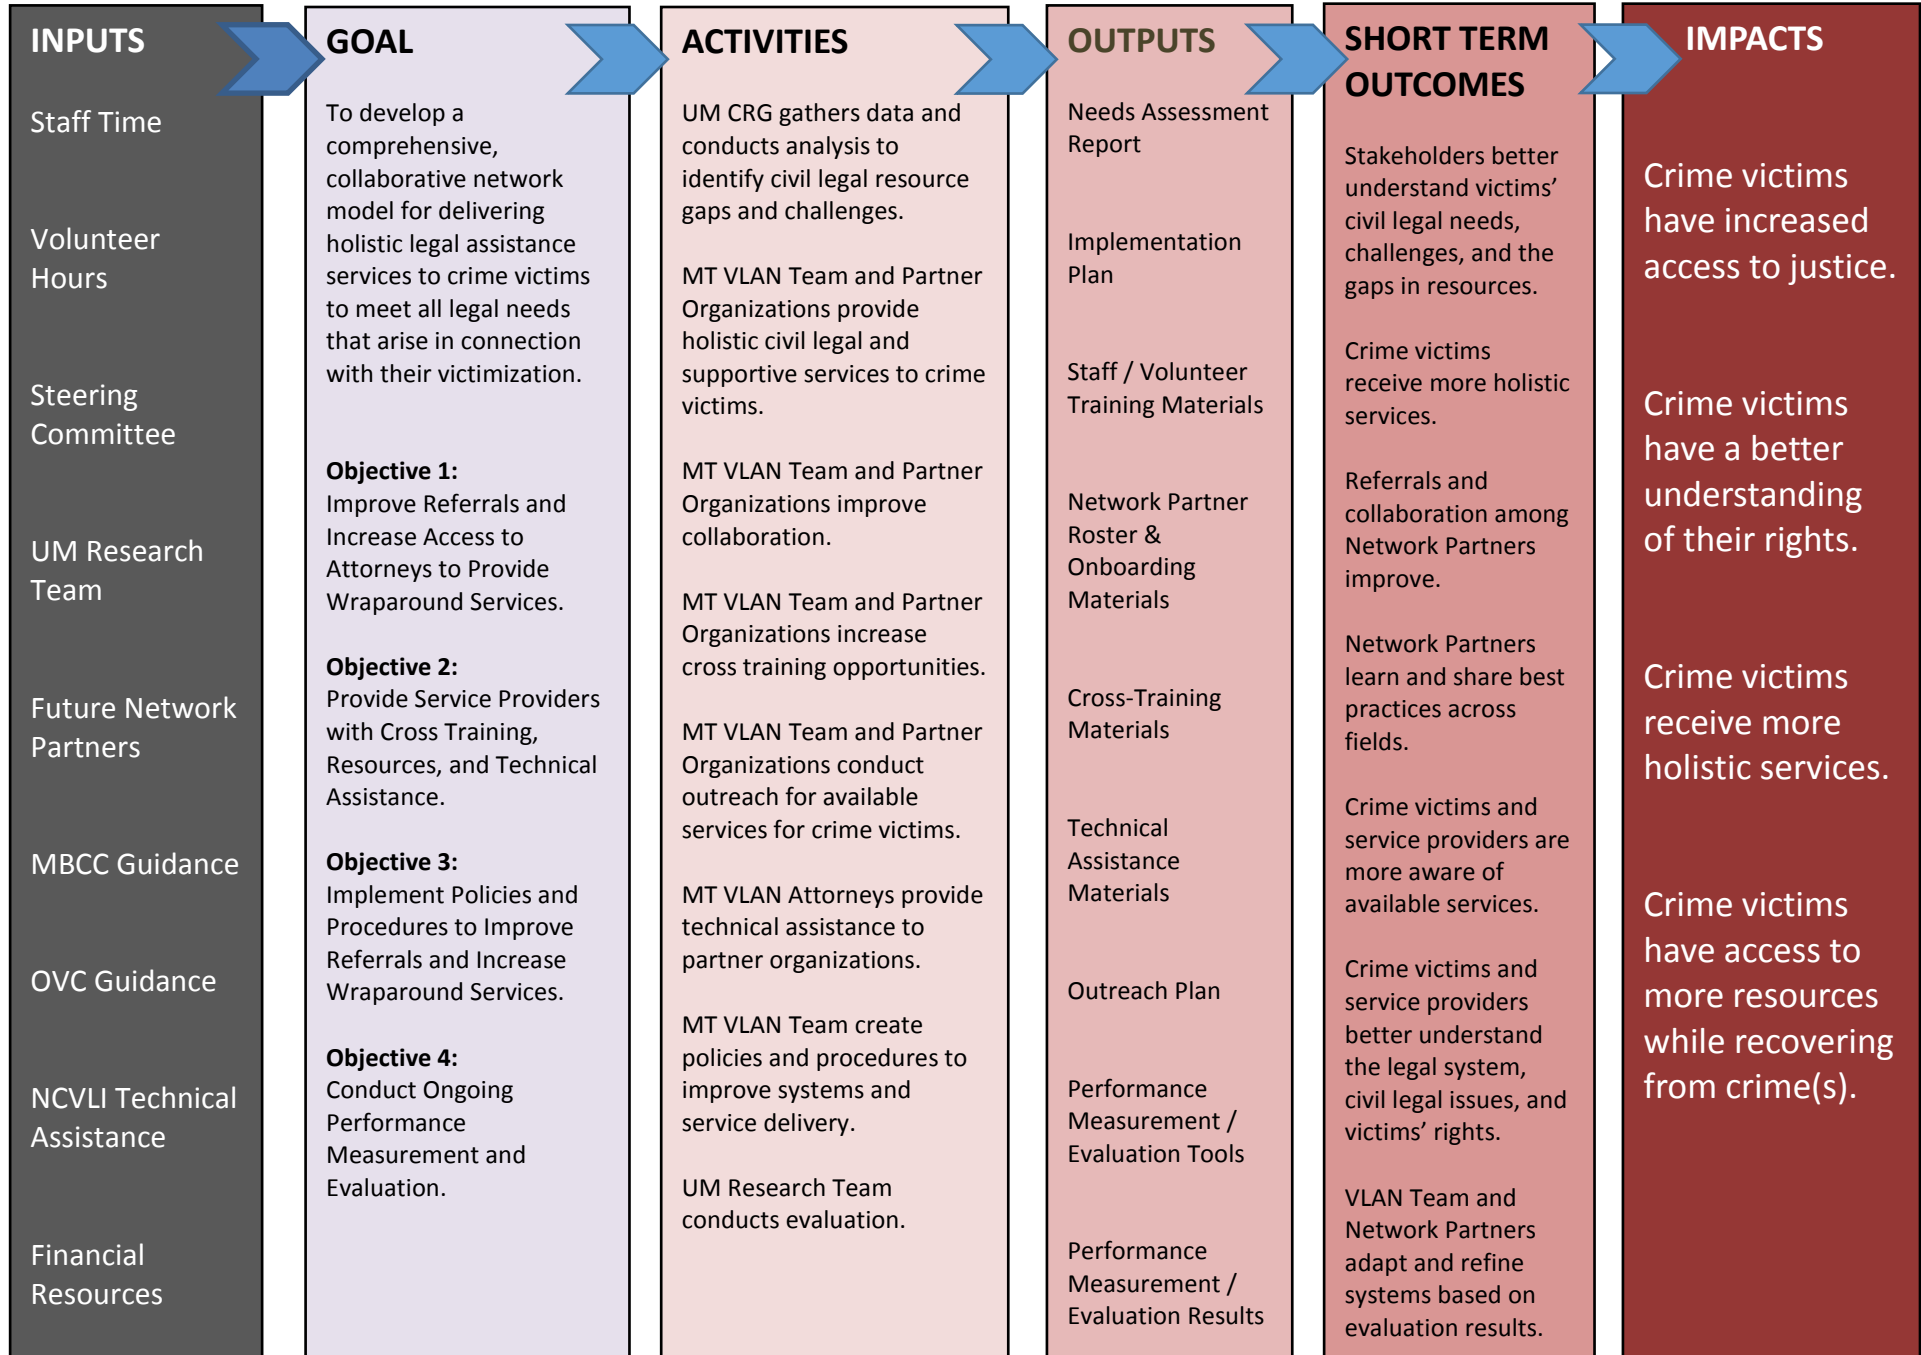 INPUTS
Staff Time
Volunteer
Hours
Steering
Committee
UM Research
Team
Future Network
Partners
MBCC Guidance
OVC Guidance
NCVLI Technical
Assistance
Financial
Resources
GOAL
To develop a
comprehensive,
collaborative network
model for delivering
holistic legal assistance
services to crime victims
to meet all legal needs
that arise in connection
with their victimization.
Objective 1:
Improve Referrals and
Increase Access to
Attorneys to Provide
Wraparound Services.
Objective 2:
Provide Service Providers
with Cross Training,
Resources, and Technical
Assistance.
Objective 3:
Implement Policies and
Procedures to Improve
Referrals and Increase
Wraparound Services.
Objective 4:
Conduct Ongoing
Performance
Measurement and
Evaluation.
ACTIVITIES
UM CRG gathers data and
conducts analysis to
identify civil legal resource
gaps and challenges.
MT VLAN Team and Partner
Organizations provide
holistic civil legal and
supportive services to crime
victims.
MT VLAN Team and Partner
Organizations improve
collaboration.
MT VLAN Team and Partner
Organizations increase
cross training opportunities.
MT VLAN Team and Partner
Organizations conduct
outreach for available
services for crime victims.
MT VLAN Attorneys provide
technical assistance to
partner organizations.
MT VLAN Team create
policies and procedures to
improve systems and
service delivery.
UM Research Team
conducts evaluation.
OUTPUTS
Needs Assessment
Report
Implementation
Plan
Staff / Volunteer
Training Materials
Network Partner
Roster &
Onboarding
Materials
Cross-Training
Materials
Technical
Assistance
Materials
Outreach Plan
Performance
Measurement /
Evaluation Tools
Performance
Measurement /
Evaluation Results
SHORT TERM
OUTCOMES
Stakeholders better
understand victims’
civil legal needs,
challenges, and the
gaps in resources.
Crime victims
receive more holistic
services.
Referrals and
collaboration among
Network Partners
improve.
Network Partners
learn and share best
practices across
fields.
Crime victims and
service providers are
more aware of
available services.
Crime victims and
service providers
better understand
the legal system,
civil legal issues, and
victims’ rights.
VLAN Team and
Network Partners
adapt and refine
systems based on
evaluation results.
IMPACTS
Crime victims
have increased
access to justice.
Crime victims
have a better
understanding
of their rights.
Crime victims
receive more
holistic services.
Crime victims
have access to
more resources
while recovering
from crime(s).